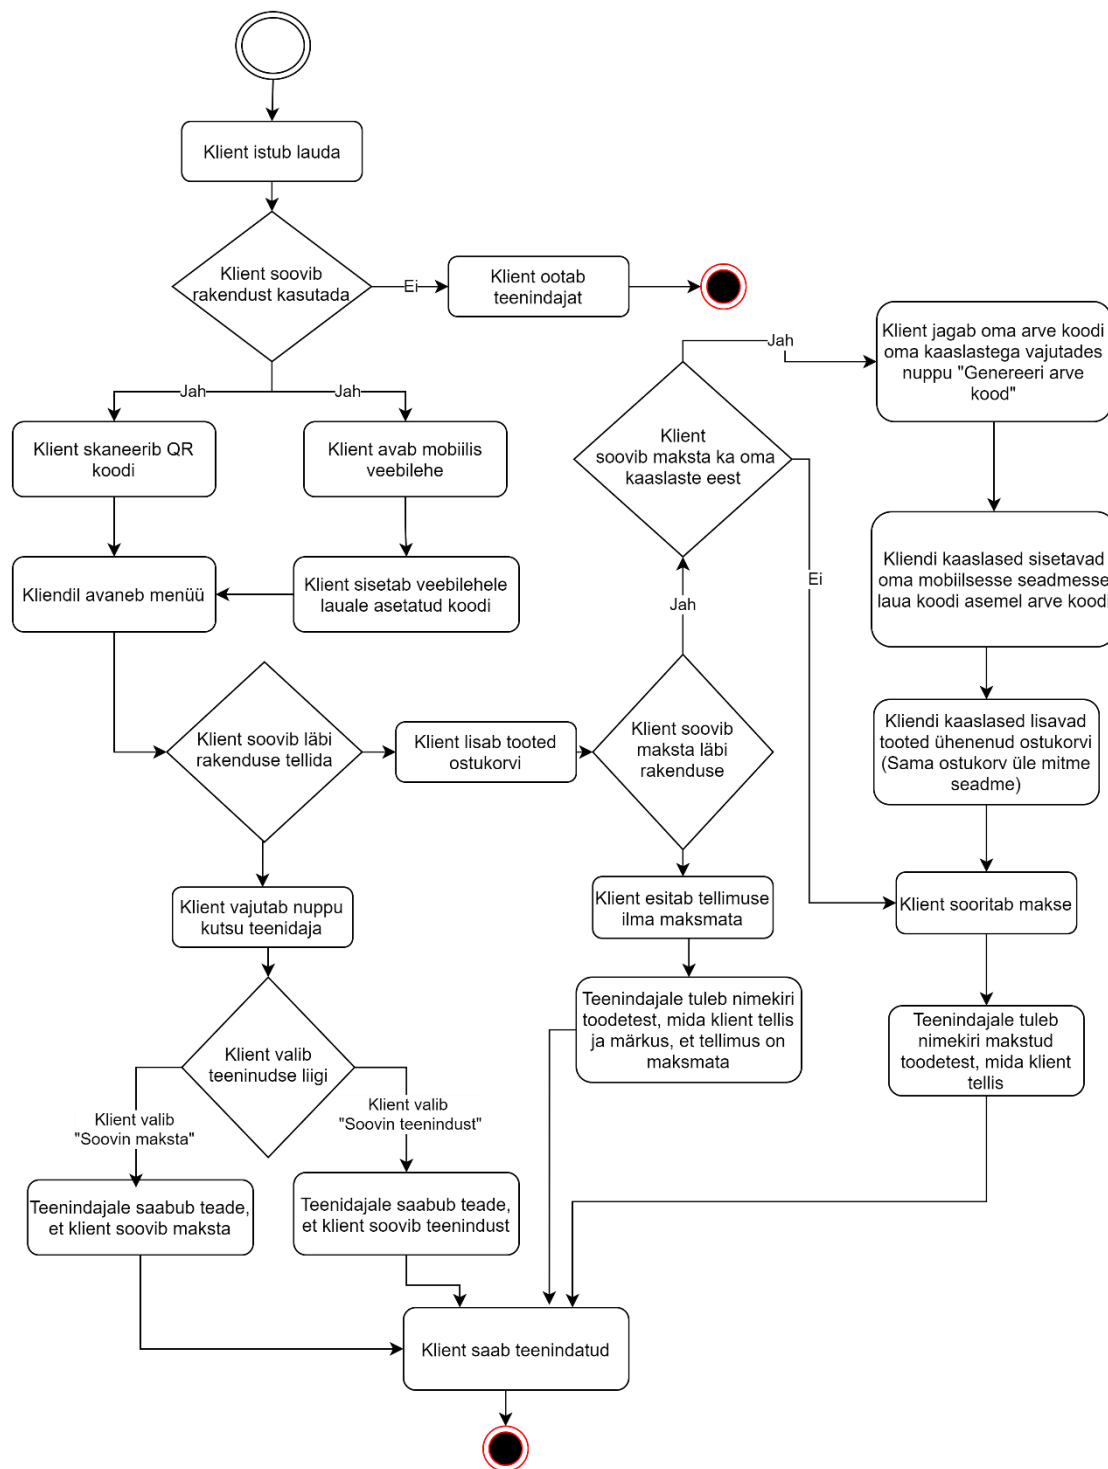 Klient istub lauda
Klient soovib
rakendust kasutada
Ei
Klient ootab
teenindajat
Jah
Jah
Klient skaneerib QR
koodi
Klient avab mobiilis
veebilehe
Kliendil avaneb menüü
Klient sisetab veebilehele
lauale asetatud koodi
Klient soovib läbi
rakenduse tellida
Klient lisab tooted
ostukorvi
Klient soovib
maksta läbi
rakenduse
Jah
Klient
soovib maksta ka oma
kaaslaste eest
Jah
Ei
Klient jagab oma arve koodi
oma kaaslastega vajutades
nuppu "Genereeri arve
kood"
Kliendi kaaslased sisetavad
oma mobiilsesse seadmesse
laua koodi asemel arve koodi
Kliendi kaaslased lisavad
tooted ühenenud ostukorvi
(Sama ostukorv üle mitme
seadme)
Klient sooritab makse
Teenindajale tuleb
nimekiri makstud
toodetest, mida klient
tellis
Klient esitab tellimuse
ilma maksmata
Teenindajale tuleb nimekiri
toodetest, mida klient tellis
ja märkus, et tellimus on
maksmata
Klient vajutab nuppu
kutsu teenidaja
Klient valib
teeninudse liigi
Klient valib
"Soovin maksta"
Klient valib
"Soovin teenindust"
Teenidajale saabub teade,
et klient soovib maksta
Teenidajale saabub teade,
et klient soovib teenindust
Klient saab teenindatud